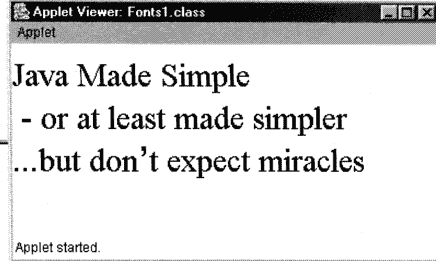 Applet Viewer: Fonts1.class
Applet
Java Made Simple
- or at least made simpler
...but don't expect miracles
Applet started.